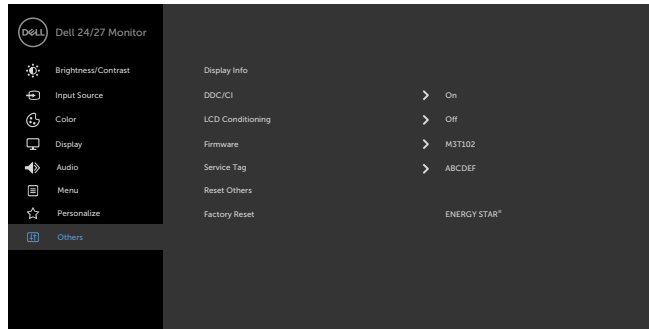 DELL Dell 24/27 Monitor
Brightness/Contrast Display Info
Input Source DDC/CI On
Color LCD Conditioning Off
Display Firmware M3T102
Audio Service Tag ABCDEF
Menu Reset Others
Personalize Factory Reset ENERGY STAR®
Others